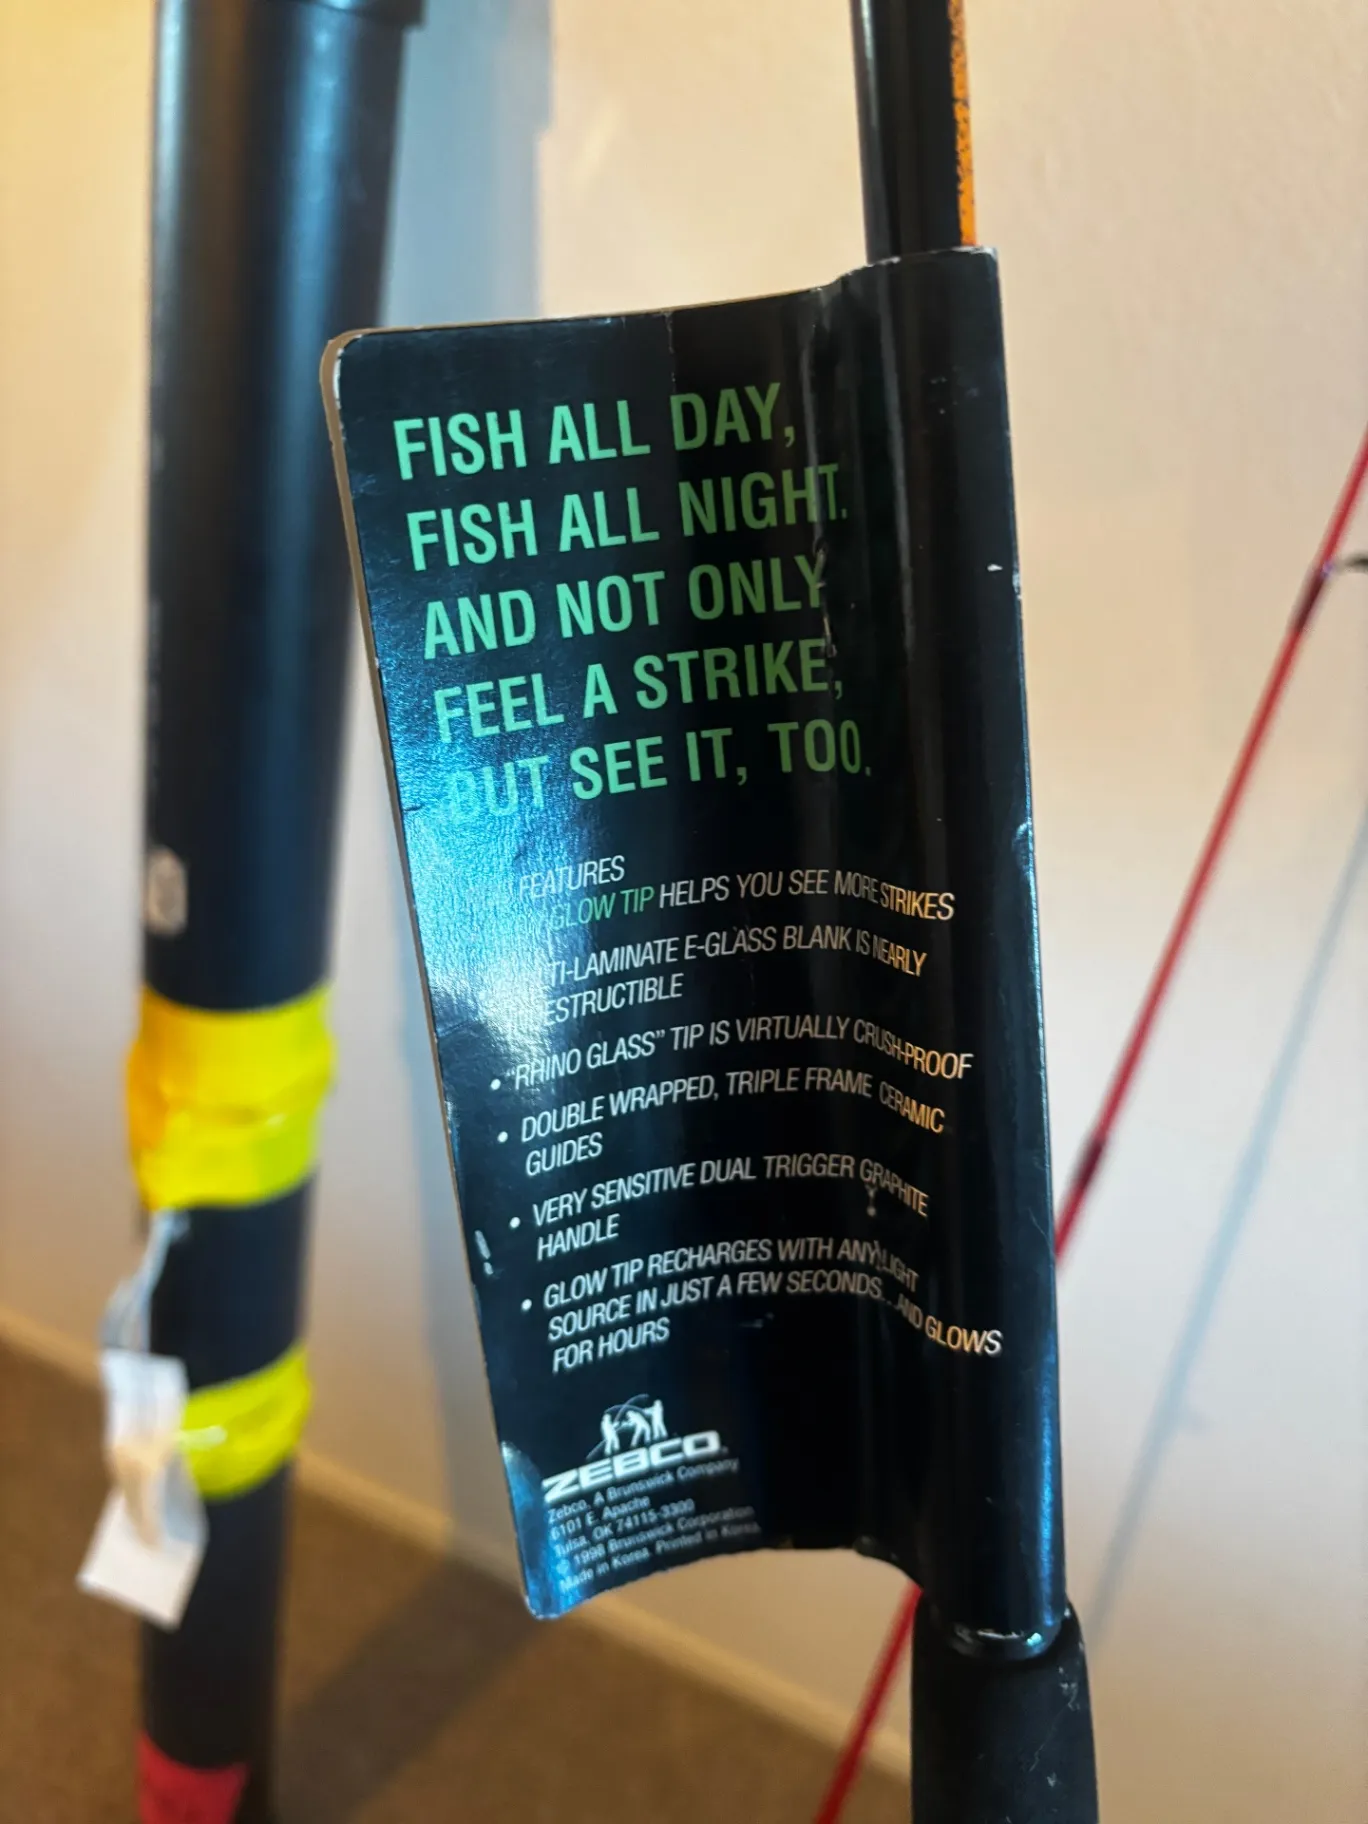 FISH ALL DAY,
FISH ALL NIGHT.
AND NOT ONLY
FEEL A STRIKE,
BUT SEE IT, TOO.
FEATURES
GLOW TIP HELPS YOU SEE MORE STRIKES
TI-LAMINATE E-GLASS BLANK IS NEARLY
ESTRUCTIBLE
• "RHINO GLASS" TIP IS VIRTUALLY CRUSH-PROOF
• DOUBLE WRAPPED, TRIPLE FRAME CERAMIC
GUIDES
• VERY SENSITIVE DUAL TRIGGER GRAPHITE
HANDLE
• GLOW TIP RECHARGES WITH ANY LIGHT
SOURCE IN JUST A FEW SECONDS...AND GLOWS
FOR HOURS
ZEBCO®
Zebco, A Brunswick Company
6101 E. Apache
Tulsa, OK 74115-3300
© 1998 Brunswick Corporation
Made in Korea Printed in Korea